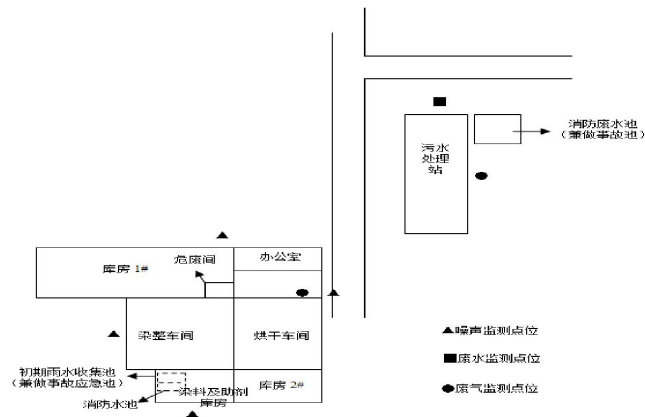 消防废水池
（兼做事故池）
污水
处理
站
危废间
办公室
库房 1#
染整车间
烘干车间
噪声监测点位
废水监测点位
废气监测点位
初期雨水收集池
（兼做事故应急池）
染料及助剂
库房
库房 2#
消防水池